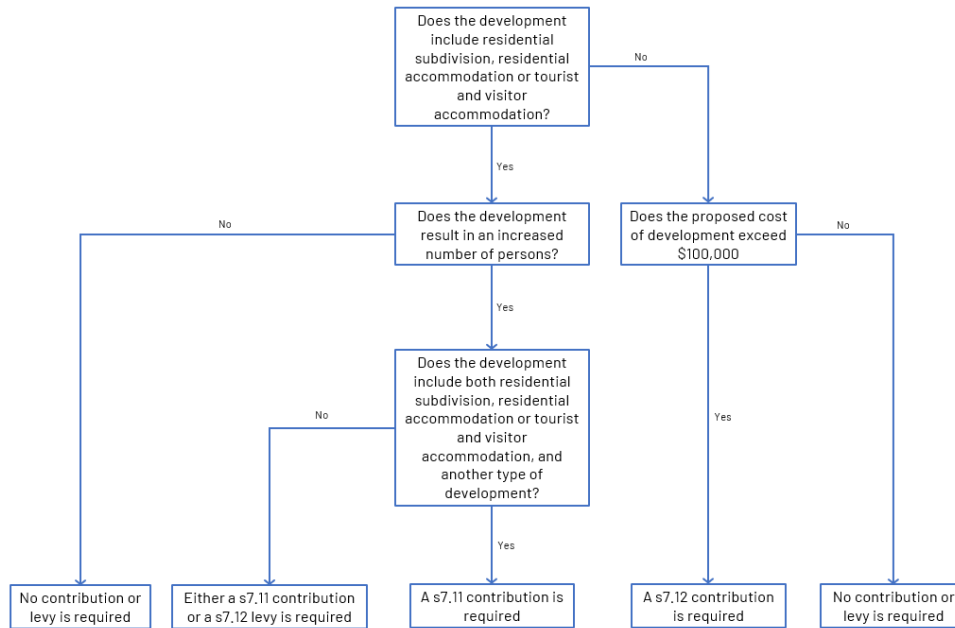 Does the development
include residential
subdivision, residential
accommodation or tourist
and visitor
accommodation?
No
Yes
No
Does the development
result in an increased
number of persons?
Does the proposed cost
of development exceed
$100,000
No
Yes
Does the development
include both residential
subdivision, residential
accommodation or tourist
and visitor
accommodation, and
another type of
development?
No
Yes
Yes
No contribution or
levy is required
Either a s7.11 contribution
or a s7.12 levy is required
A s7.11 contribution is
required
A s7.12 contribution
is required
No contribution or
levy is required